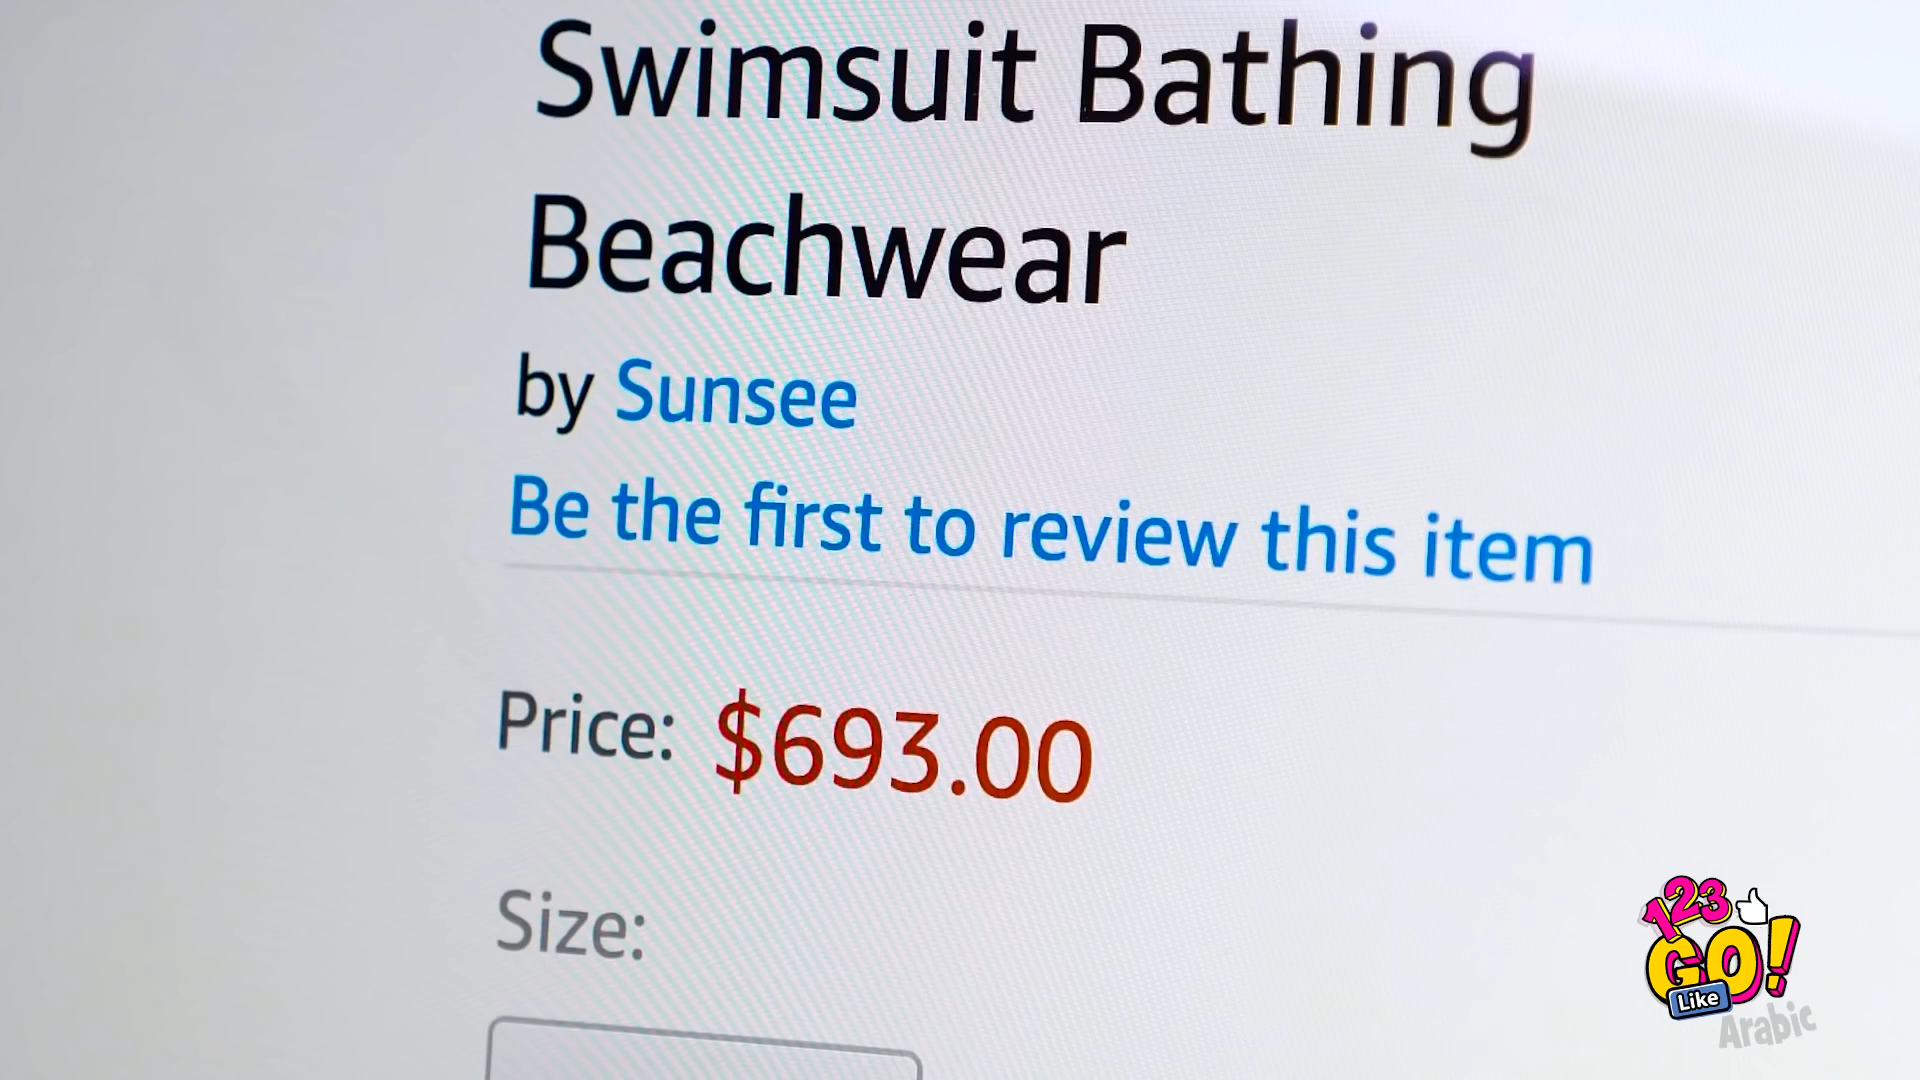 Swimsuit Bathing
Beachwear
by Sunsee
Be the first to review this item
Price: $693.00
Size:
123
GO!
Like
Arabic